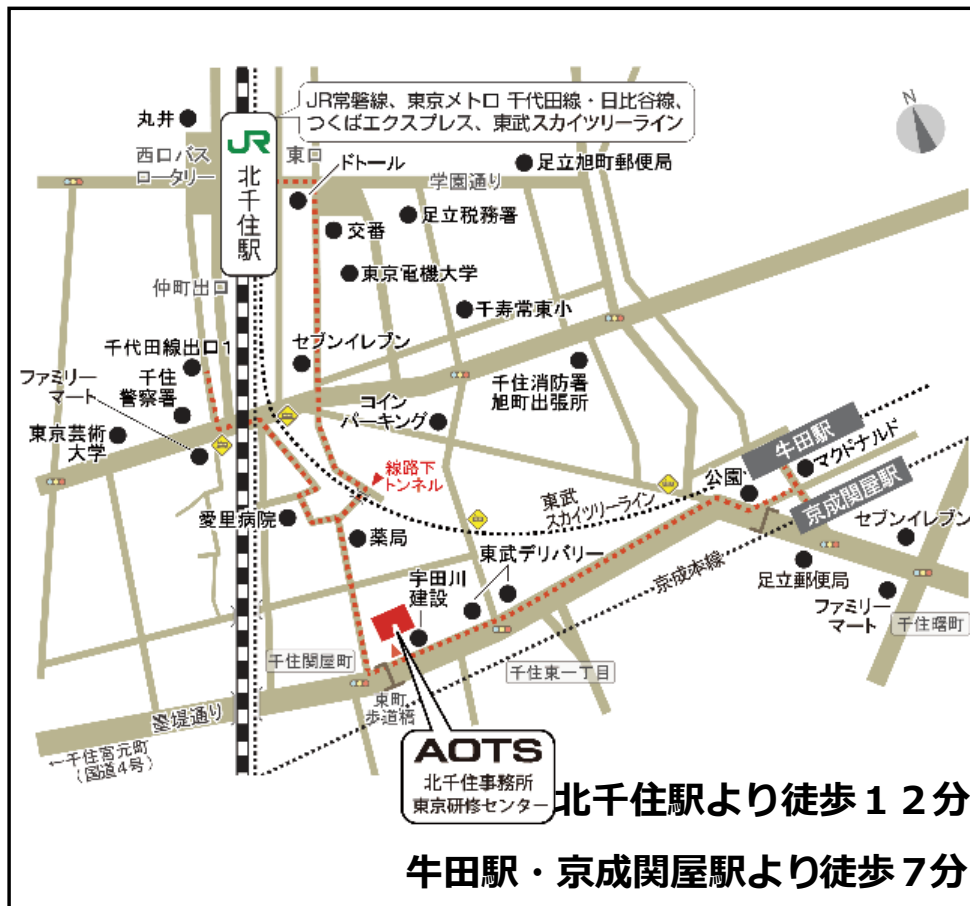 JR常磐線、東京メトロ 千代田線・日比谷線、
つくばエクスプレス、東武スカイツリーライン
N
丸井
JR
北千住駅
西口バス
ロータリー
東口
ドトール
足立旭町郵便局
学園通り
足立税務署
交番
東京電機大学
仲町出口
千寿常東小
千代田線出口1
セブンイレブン
ファミリー
マート
千住
警察署
千住消防署
旭町出張所
コイン
パーキング
東京芸術
大学
牛田駅
マクドナルド
線路下
トンネル
公園
京成関屋駅
東武
スカイツリーライン
愛里病院
セブンイレブン
薬局
東武デリバリー
京成本線
足立郵便局
宇田川
建設
ファミリー
マート
千住曙町
千住関屋町
千住東一丁目
東町
歩道橋
墨堤通り
←千住宮元町
(国道4号)
AOTS
北千住事務所
東京研修センター
北千住駅より徒歩12分
牛田駅・京成関屋駅より徒歩7分